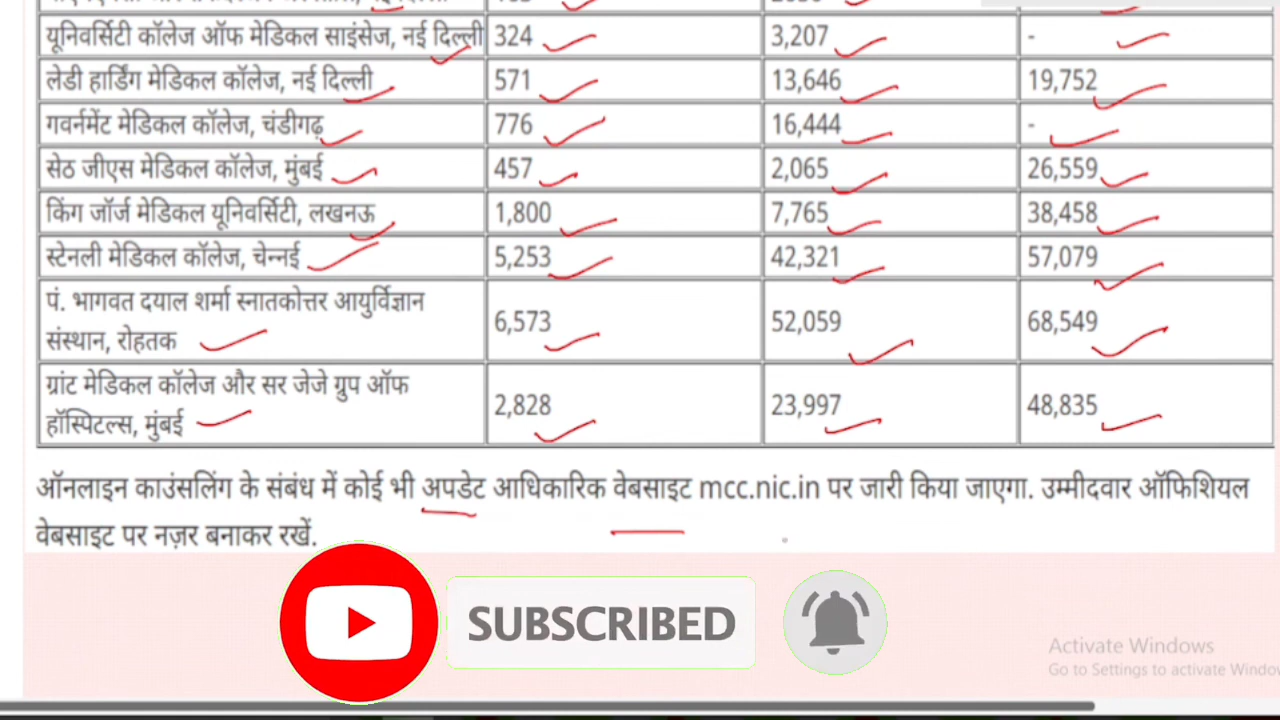 यूनिवर्सिटी कॉलेज ऑफ मेडिकल साइंसेज, नई दिल्ली 324 3,207 -
लेडी हार्डिंग मेडिकल कॉलेज, नई दिल्ली 571 13,646 19,752
गवर्नमेंट मेडिकल कॉलेज, चंडीगढ़ 776 16,444 -
सेठ जीएस मेडिकल कॉलेज, मुंबई 457 2,065 26,559
किंग जॉर्ज मेडिकल यूनिवर्सिटी, लखनऊ 1,800 7,765 38,458
स्टेनली मेडिकल कॉलेज, चेन्नई 5,253 42,321 57,079
पं. भागवत दयाल शर्मा स्नातकोत्तर आयुर्विज्ञान
संस्थान, रोहतक 6,573 52,059 68,549
ग्रांट मेडिकल कॉलेज और सर जेजे ग्रुप ऑफ
हॉस्पिटल्स, मुंबई 2,828 23,997 48,835
ऑनलाइन काउंसलिंग के संबंध में कोई भी अपडेट आधिकारिक वेबसाइट mcc.nic.in पर जारी किया जाएगा. उम्मीदवार ऑफिशियल
वेबसाइट पर नज़र बनाकर रखें.
SUBSCRIBED
Activate Windows
Go to Settings to activate